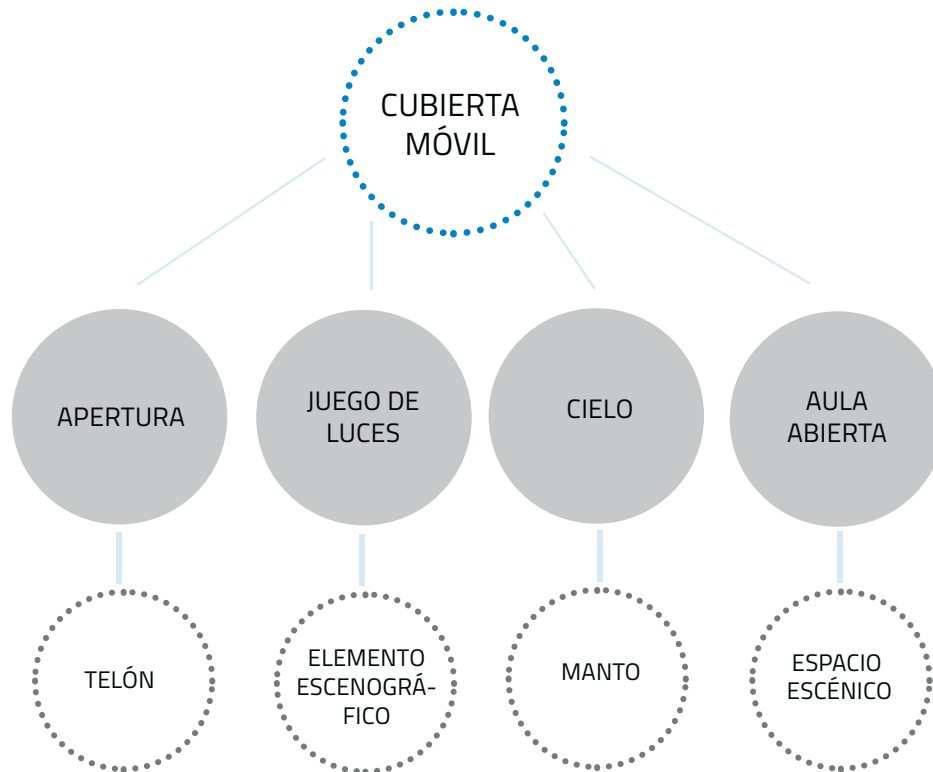 CUBIERTA
MÓVIL
APERTURA
JUEGO DE
LUCES
CIELO
AULA
ABIERTA
TELÓN
ELEMENTO
ESCENOGRÁ-
FICO
MANTO
ESPACIO
ESCÉNICO